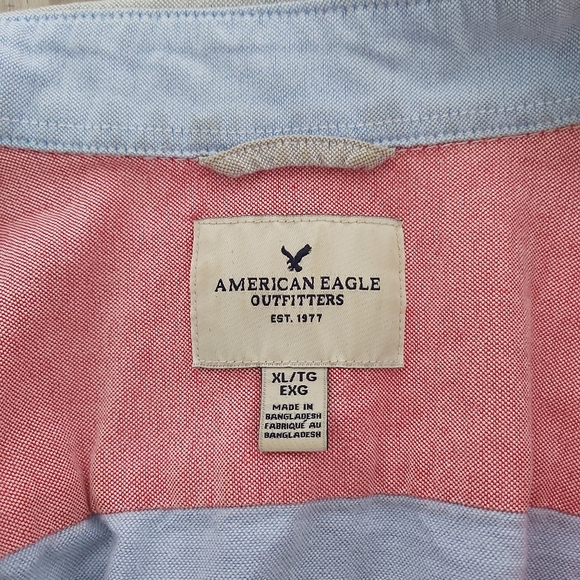 AMERICAN EAGLE
OUTFITTERS
EST. 1977
XL/TG
EXG
MADE IN
BANGLADESH
FABRIQUÉ AU
BANGLADESH